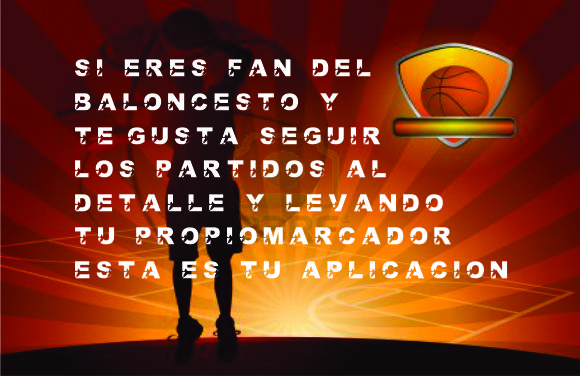 SI ERES FAN DEL
BALONCESTO Y
TE GUSTA SEGUIR
LOS PARTIDOS AL
DETALLE Y LEVANDO
TU PROPIOMARCADOR
ESTA ES TU APLICACION